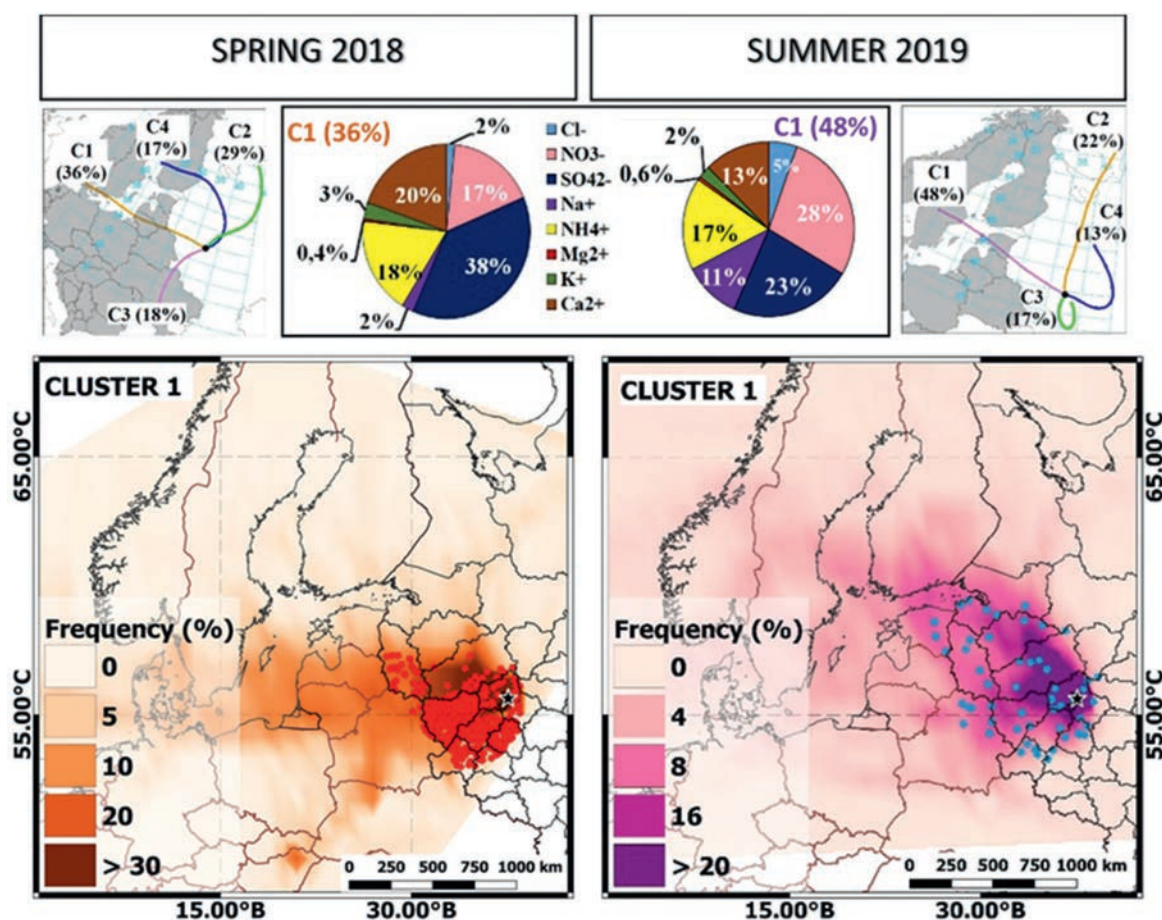 SPRING 2018
SUMMER 2019
C1
(36%)
C4
(17%)
C2
(29%)
C3 (18%)
C1 (36%)
2%
17%
38%
2%
18%
0,4%
3%
20%
Cl-
NO3-
SO42-
Na+
NH4+
Mg2+
K+
Ca2+
C1 (48%)
5%
28%
23%
11%
17%
0,6%
2%
13%
C1
(48%)
C2
(22%)
C4
(13%)
C3
(17%)
CLUSTER 1
65.00°C
55.00°C
Frequency (%)
0
5
10
20
> 30
0 250 500 750 1000 km
15.00°B 30.00°B
CLUSTER 1
65.00°C
55.00°C
Frequency (%)
0
4
8
16
> 20
0 250 500 750 1000 km
15.00°B 30.00°B